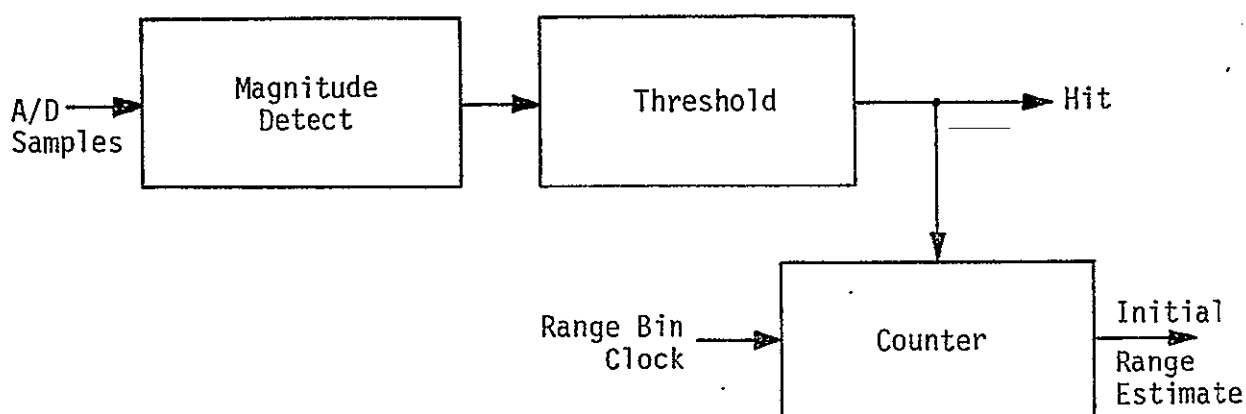 A/D
Samples
Magnitude
Detect
Threshold
Hit
Range Bin
Clock
Counter
Initial
Range
Estimate